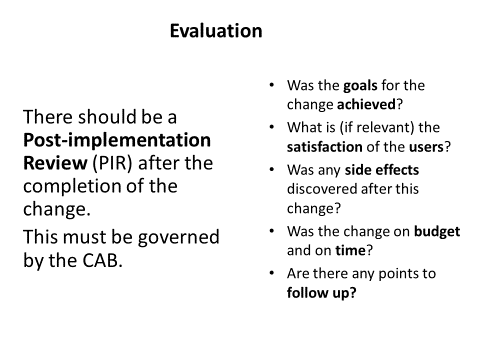 Evaluation
There should be a
Post-implementation
Review (PIR) after the
completion of the
change.
This must be governed
by the CAB.
• Was the goals for the
change achieved?
• What is (if relevant) the
satisfaction of the users?
• Was any side effects
discovered after this
change?
• Was the change on budget
and on time?
• Are there any points to
follow up?